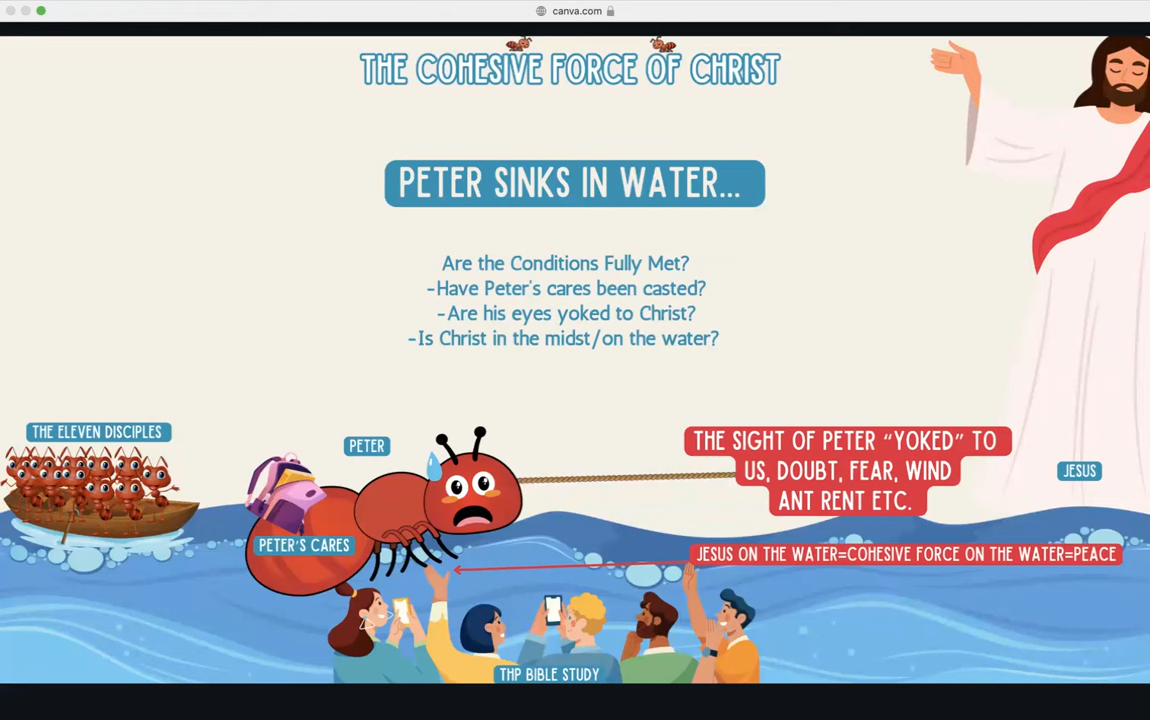 canva.com
THE COHESIVE FORCE OF CHRIST
PETER SINKS IN WATER...
Are the Conditions Fully Met?
-Have Peter's cares been casted?
-Are his eyes yoked to Christ?
-Is Christ in the midst/on the water?
THE ELEVEN DISCIPLES
PETER
THE SIGHT OF PETER “YOKED” TO
US, DOUBT, FEAR, WIND
ANT RENT ETC.
JESUS
PETER'S CARES
JESUS ON THE WATER=COHESIVE FORCE ON THE WATER=PEACE
THP BIBLE STUDY